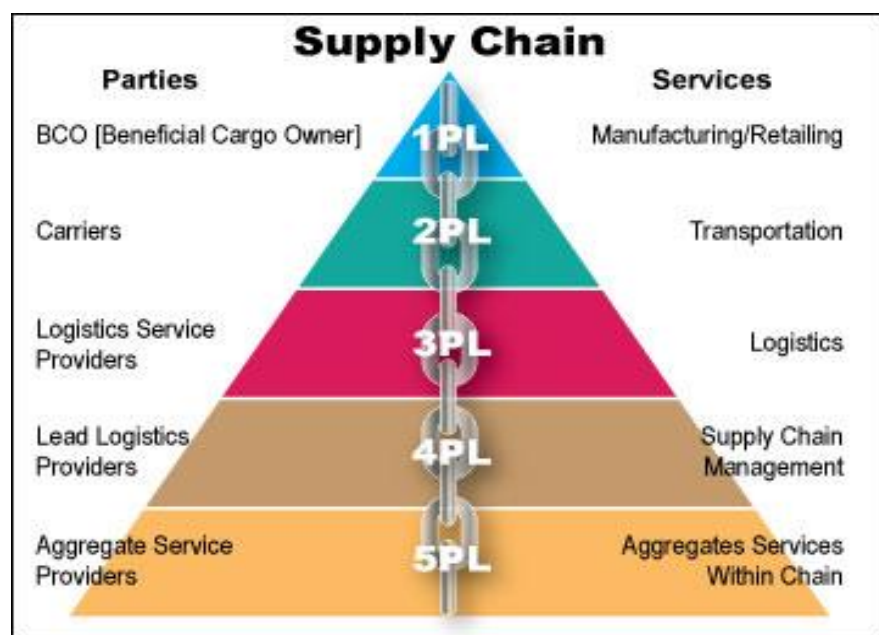 Supply Chain
Parties
Services
BCO [Beneficial Cargo Owner]
1PL
Manufacturing/Retailing
Carriers
2PL
Transportation
Logistics Service
Providers
3PL
Logistics
Lead Logistics
Providers
4PL
Supply Chain
Management
Aggregate Service
Providers
5PL
Aggregates Services
Within Chain